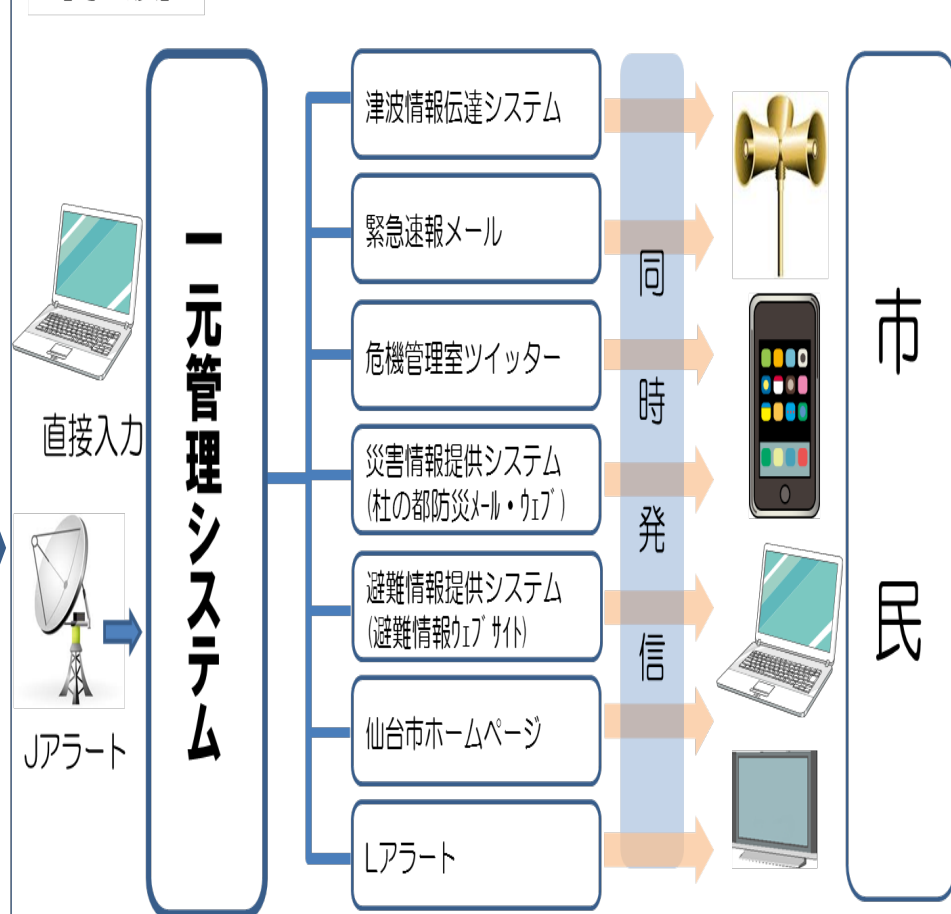 直接入力
Jアラート
一元管理システム
津波情報伝達システム
緊急速報メール
危機管理室ツイッター
災害情報提供システム
(杜の都防災ﾒｰﾙ・ｳｪﾌﾞ)
避難情報提供システム
(避難情報ｳｪﾌﾞｻｲﾄ)
仙台市ホームページ
Lアラート
同時発信
市民